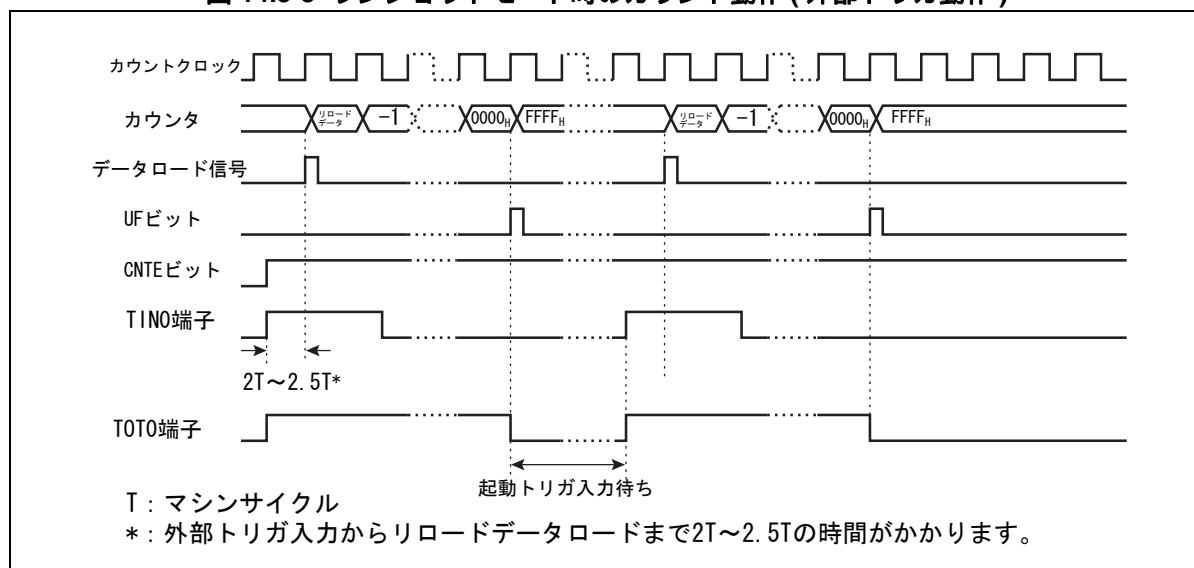 カウントクロック
カウンタ リロードデータ -1 0000H FFFFH リロードデータ -1 0000H FFFFH
データロード信号
UFビット
CNTEビット
TIN0端子
2T～2.5T*
TOT0端子
起動トリガ入力待ち
T：マシンサイクル
*：外部トリガ入力からリロードデータロードまで2T～2.5Tの時間がかかります。